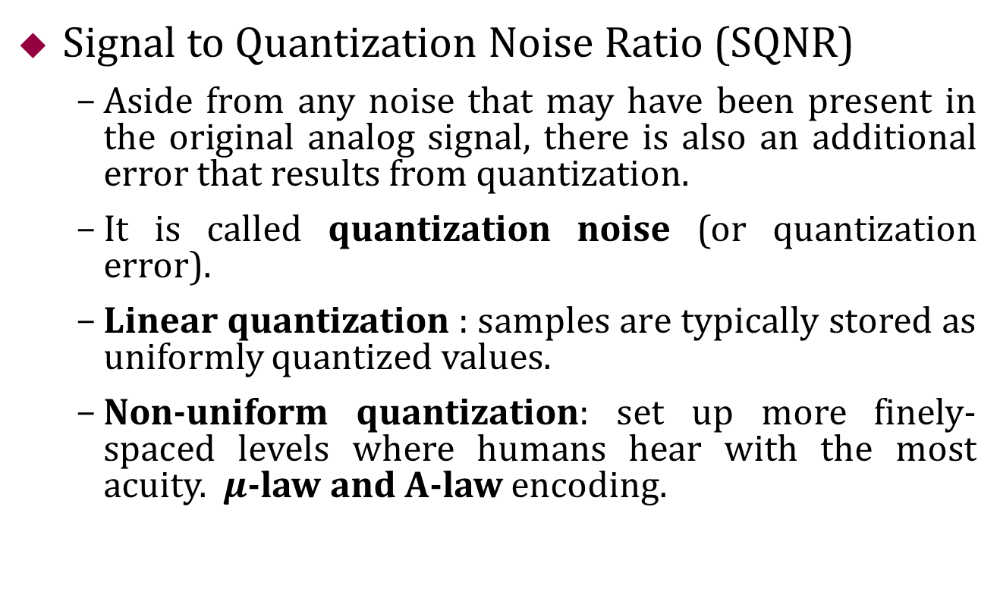 Signal to Quantization Noise Ratio (SQNR)
– Aside from any noise that may have been present in
the original analog signal, there is also an additional
error that results from quantization.
– It is called quantization noise (or quantization
error).
– Linear quantization : samples are typically stored as
uniformly quantized values.
– Non-uniform quantization: set up more finely-
spaced levels where humans hear with the most
acuity. μ-law and A-law encoding.